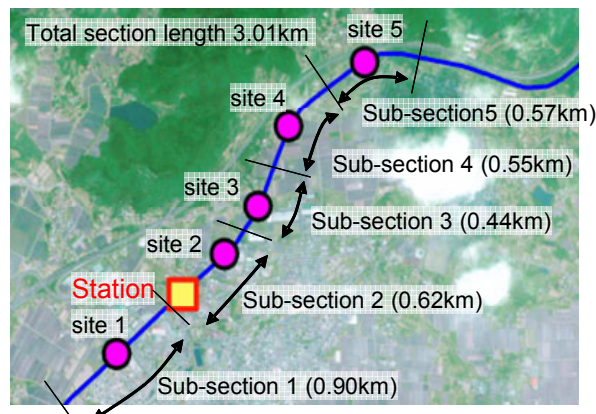 Total section length 3.01km
site 5
site 4
Sub-section5 (0.57km)
Sub-section 4 (0.55km)
site 3
Sub-section 3 (0.44km)
site 2
Station
Sub-section 2 (0.62km)
site 1
Sub-section 1 (0.90km)